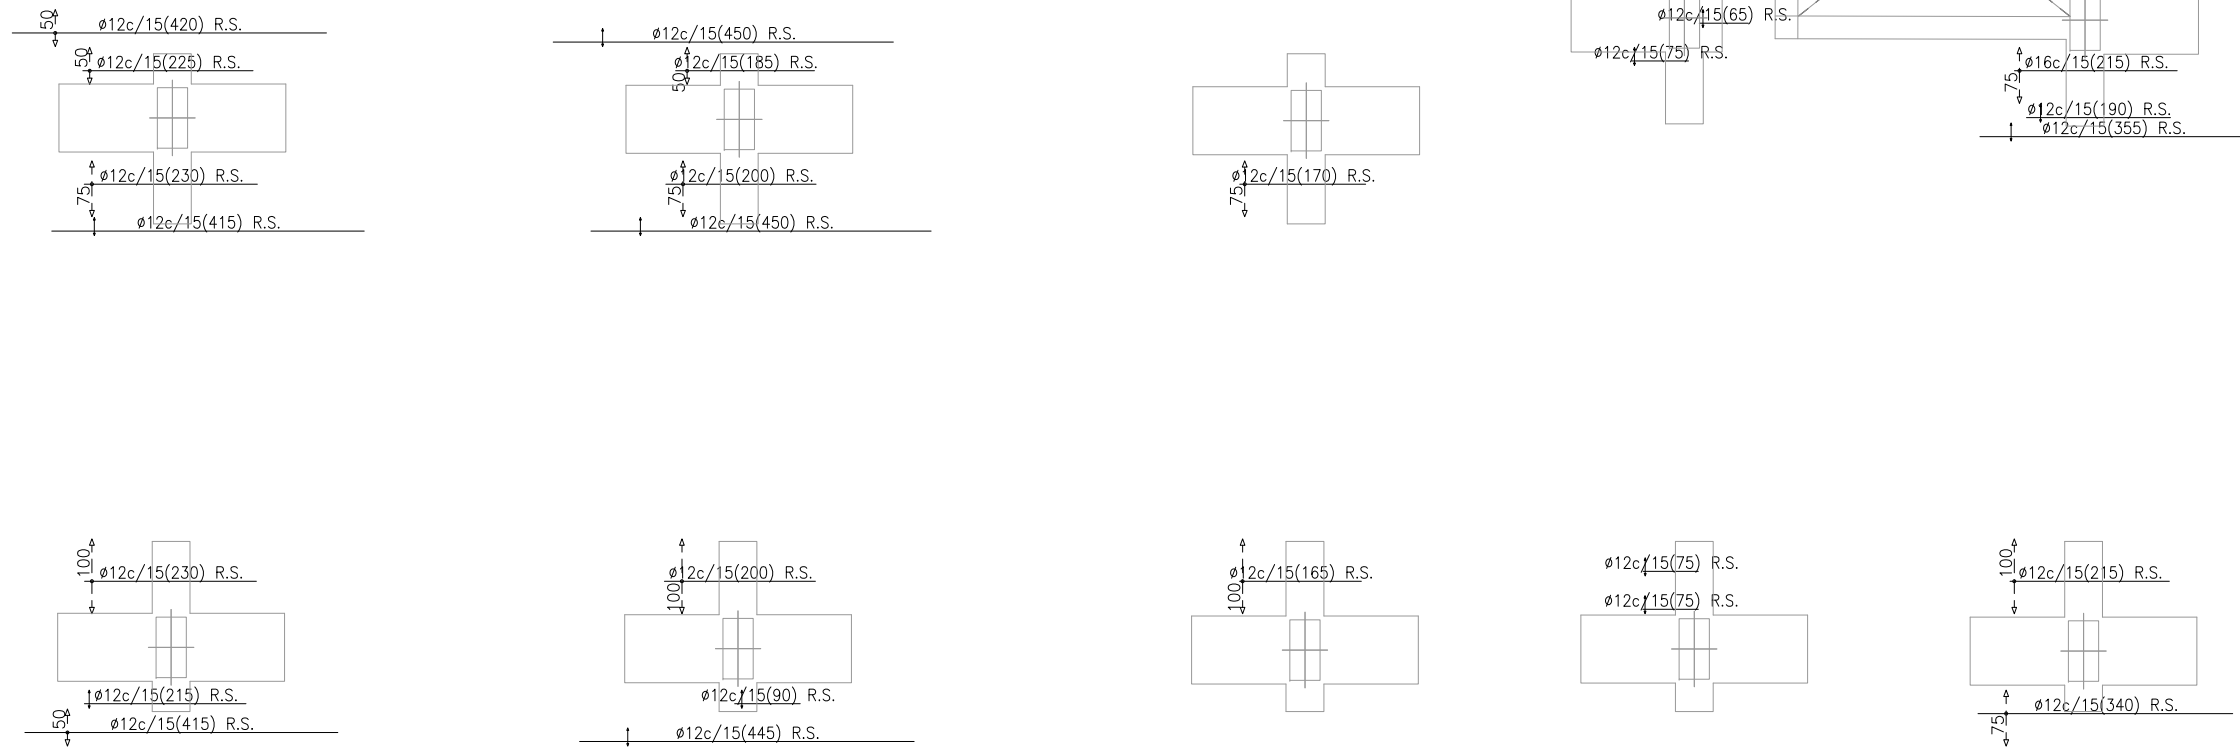 50
ø12c/15(420) R.S.
ø12c/15(450) R.S.
ø12c/15(65) R.S.
50
ø12c/15(225) R.S.
50
ø12c/15(185) R.S.
ø12c/15(75) R.S.
75
ø16c/15(215) R.S.
ø12c/15(190) R.S.
ø12c/15(355) R.S.
75
ø12c/15(230) R.S.
75
ø12c/15(200) R.S.
75
ø12c/15(170) R.S.
ø12c/15(415) R.S.
ø12c/15(450) R.S.
100
ø12c/15(230) R.S.
100
ø12c/15(200) R.S.
100
ø12c/15(165) R.S.
ø12c/15(75) R.S.
ø12c/15(75) R.S.
100
ø12c/15(215) R.S.
ø12c/15(215) R.S.
ø12c/15(90) R.S.
75
ø12c/15(340) R.S.
50
ø12c/15(415) R.S.
ø12c/15(445) R.S.